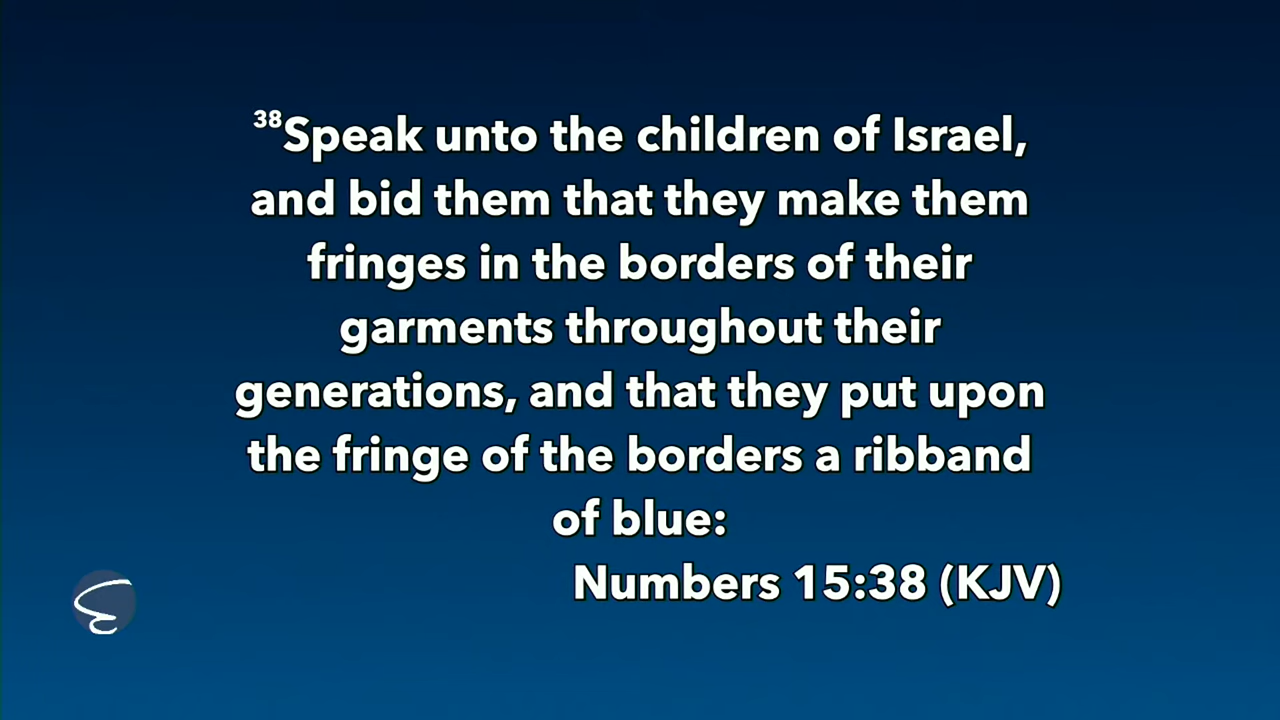 38Speak unto the children of Israel,
and bid them that they make them
fringes in the borders of their
garments throughout their
generations, and that they put upon
the fringe of the borders a ribband
of blue:
Numbers 15:38 (KJV)